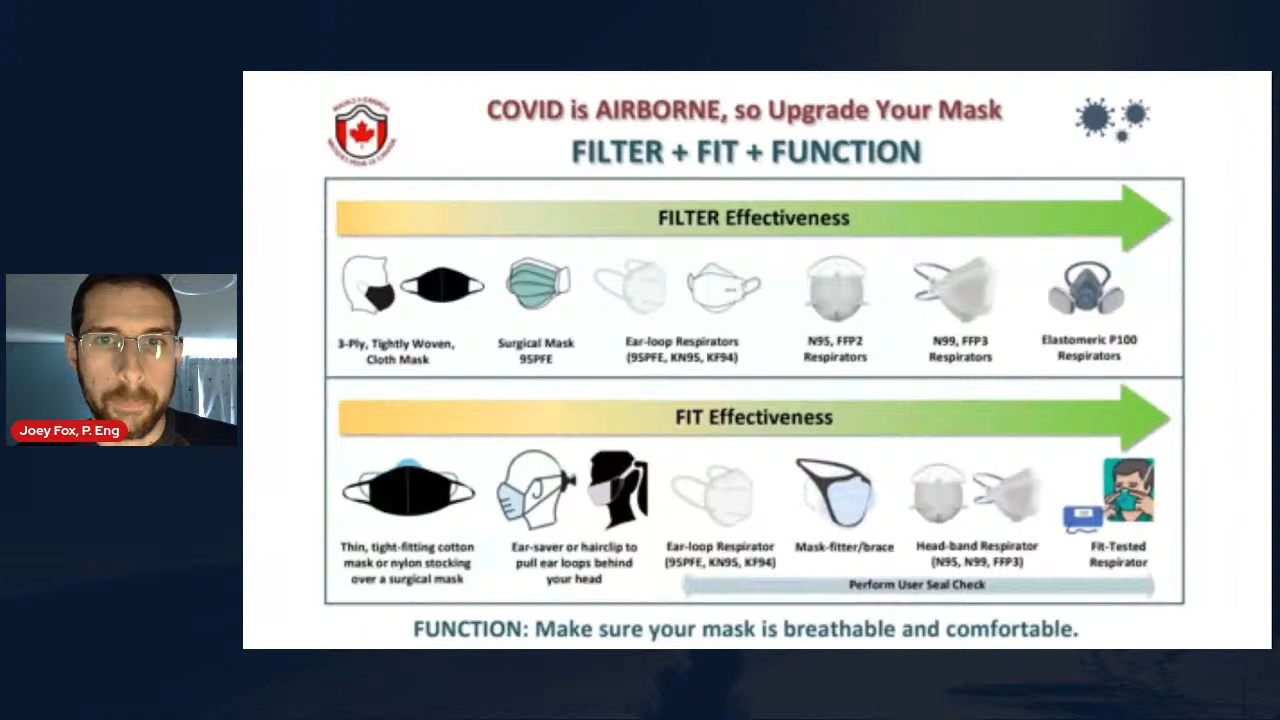 COVID is AIRBORNE, so Upgrade Your Mask
FILTER + FIT + FUNCTION
FILTER Effectiveness
3-Ply, Tightly Woven,
Cloth Mask
Surgical Mask
95PFE
Ear-loop Respirators
(95PFE, KN95, KF94)
N95, FFP2
Respirators
N99, FFP3
Respirators
Elastomeric P100
Respirators
FIT Effectiveness
Thin, tight-fitting cotton
mask or nylon stocking
over a surgical mask
Ear-saver or hairclip to
pull ear loops behind
your head
Ear-loop Respirator
(95PFE, KN95, KF94)
Mask-fitter/brace
Head-band Respirator
(N95, N99, FFP3)
Fit-Tested
Respirator
Perform User Seal Check
FUNCTION: Make sure your mask is breathable and comfortable.
Joey Fox, P. Eng